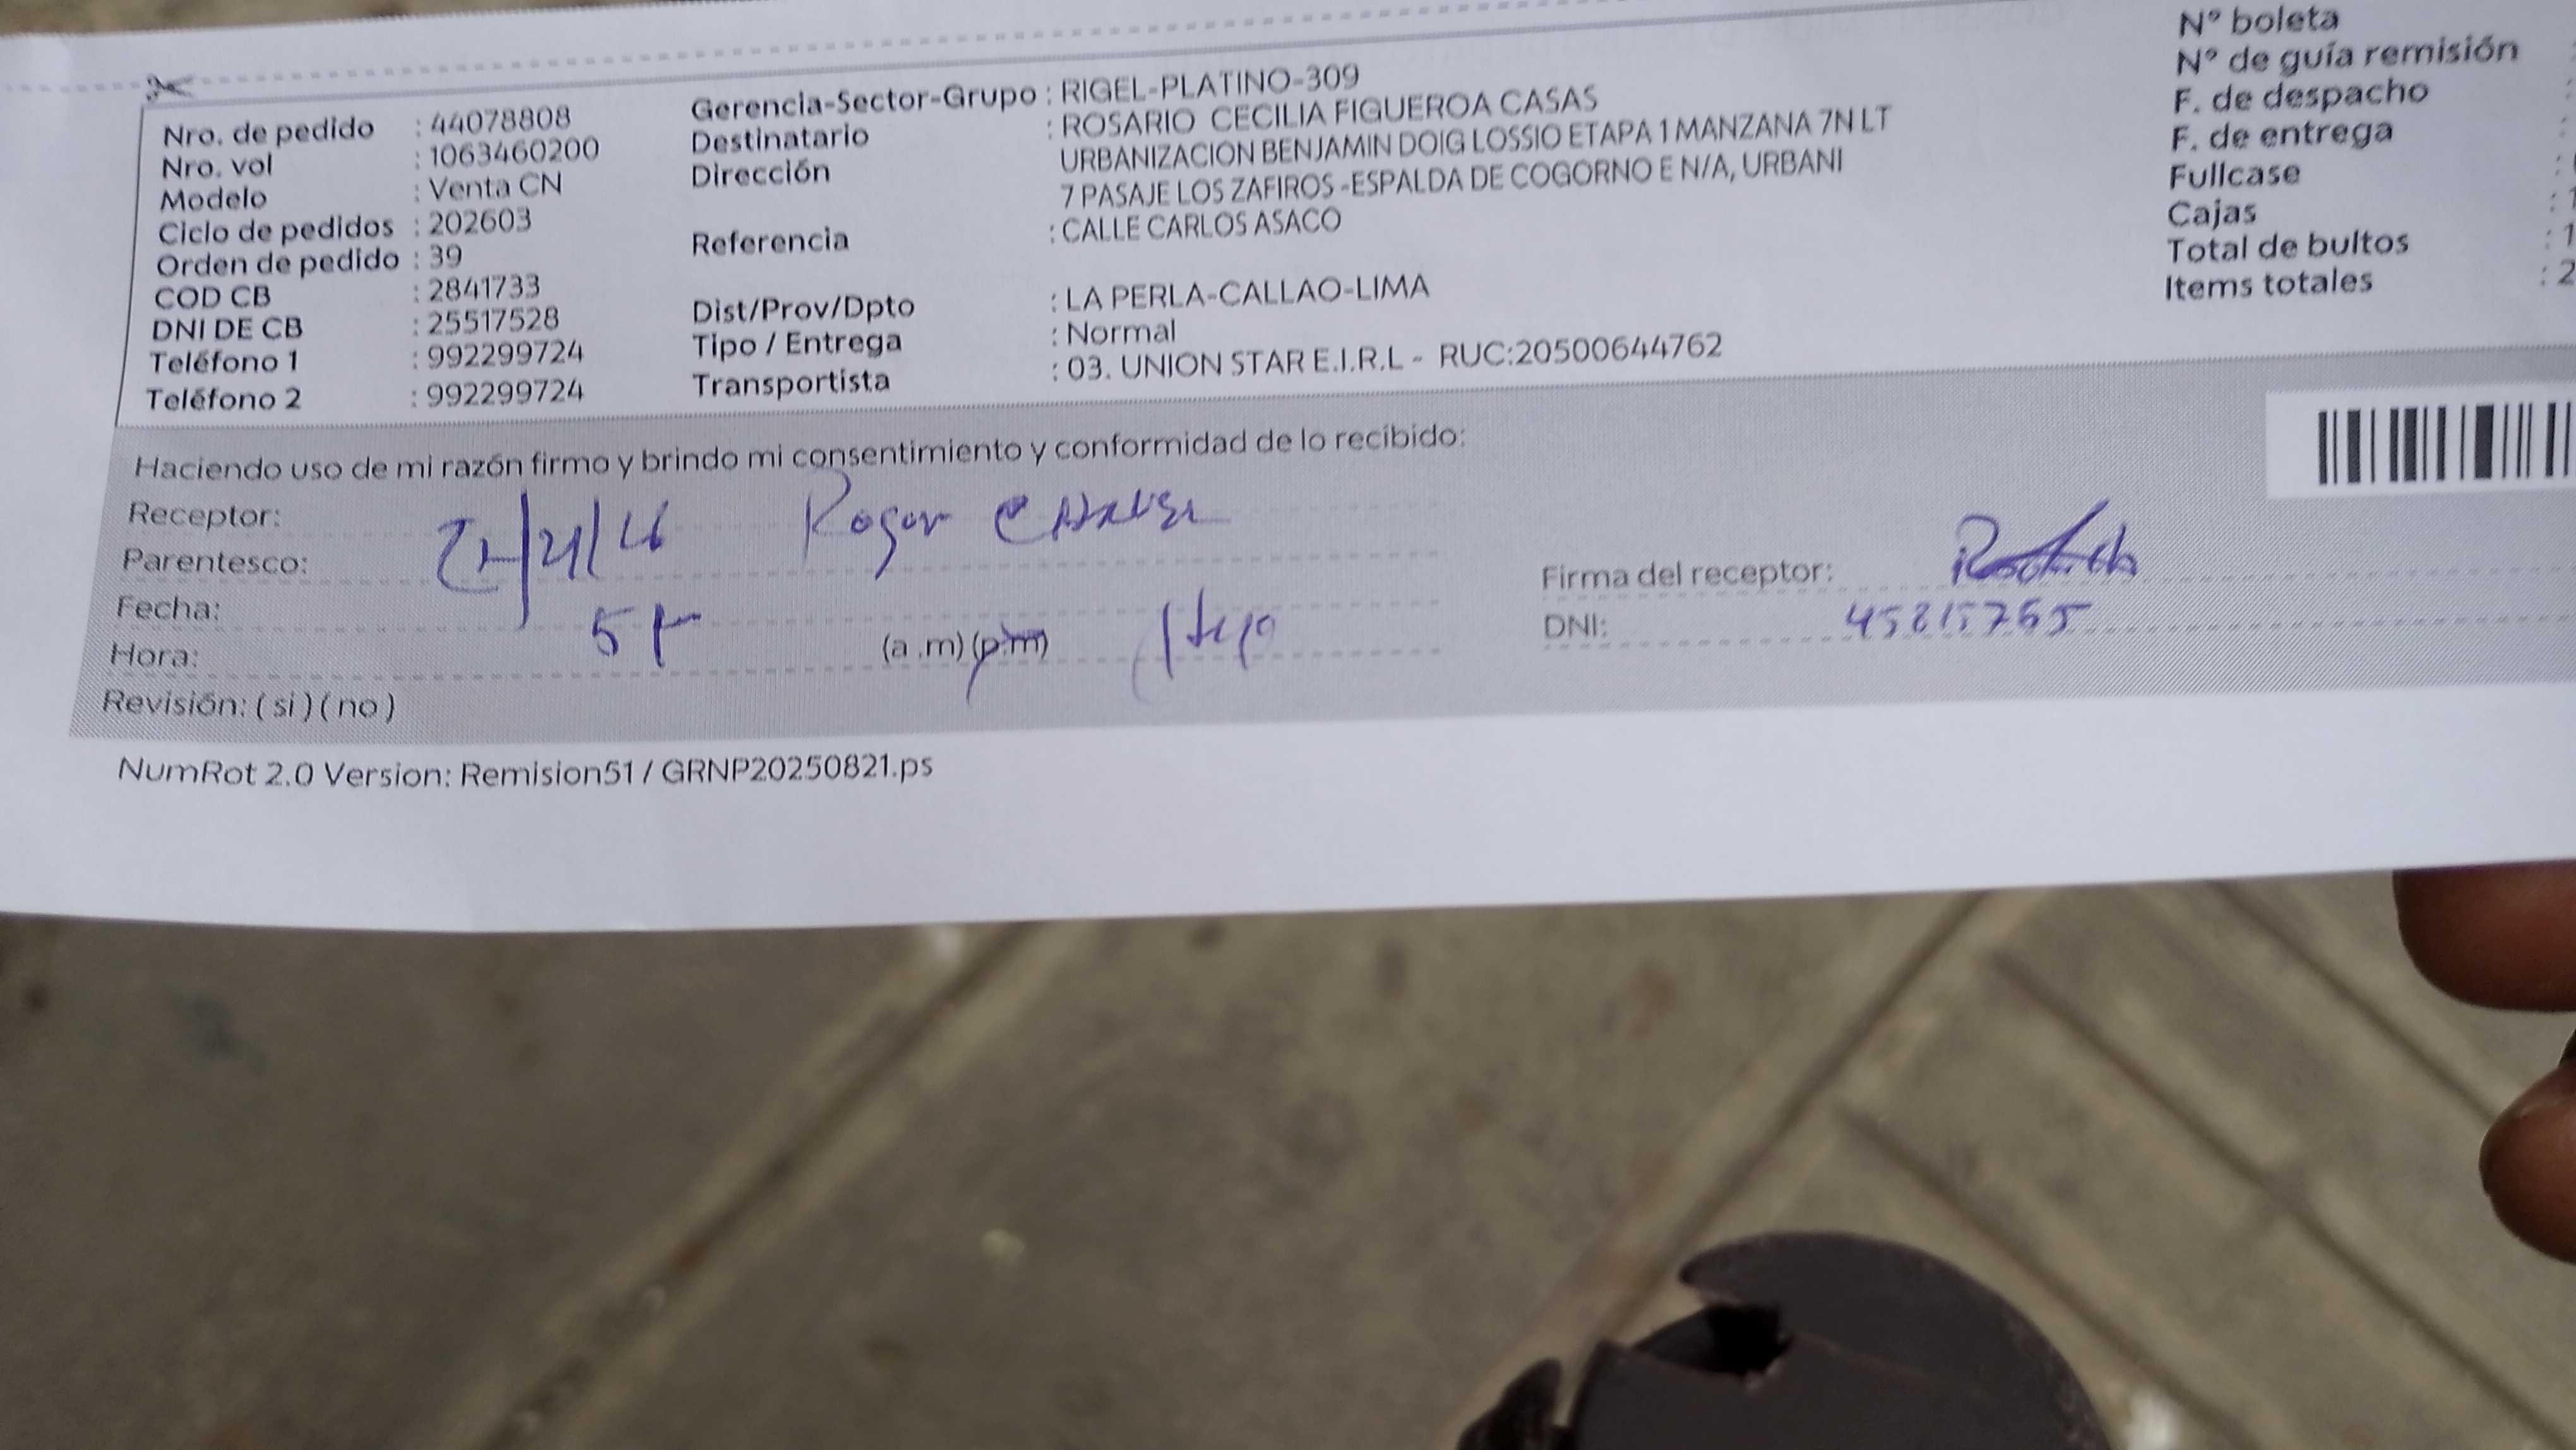 Nro. de pedido : 44078808
Nro. vol : 1063460200
Modelo : Venta CN
Ciclo de pedidos : 202603
Orden de pedido : 39
COD CB : 2841733
DNI DE CB : 25517528
Teléfono 1 : 992299724
Teléfono 2 : 992299724
Gerencia-Sector-Grupo : RIGEL-PLATINO-309
Destinatario : ROSARIO CECILIA FIGUEROA CASAS
Dirección URBANIZACION BENJAMIN DOIG LOSSIO ETAPA 1 MANZANA 7N LT
7 PASAJE LOS ZAFIROS -ESPALDA DE COGORNO E N/A, URBANI
Referencia : CALLE CARLOS ASACO
Dist/Prov/Dpto : LA PERLA-CALLAO-LIMA
Tipo / Entrega : Normal
Transportista : 03. UNION STAR E.I.R.L - RUC:20500644762
N° boleta
N° de guía remisión
F. de despacho
F. de entrega
Fullcase
Cajas : 1
Total de bultos : 1
Items totales : 2
Haciendo uso de mi razón firmo y brindo mi consentimiento y conformidad de lo recibido:
Receptor: Roger
Parentesco:
Fecha:
Hora: (a .m) (p.m)
Revisión: ( si ) ( no )
Firma del receptor:
DNI:
NumRot 2.0 Version: Remision51 / GRNP20250821.ps